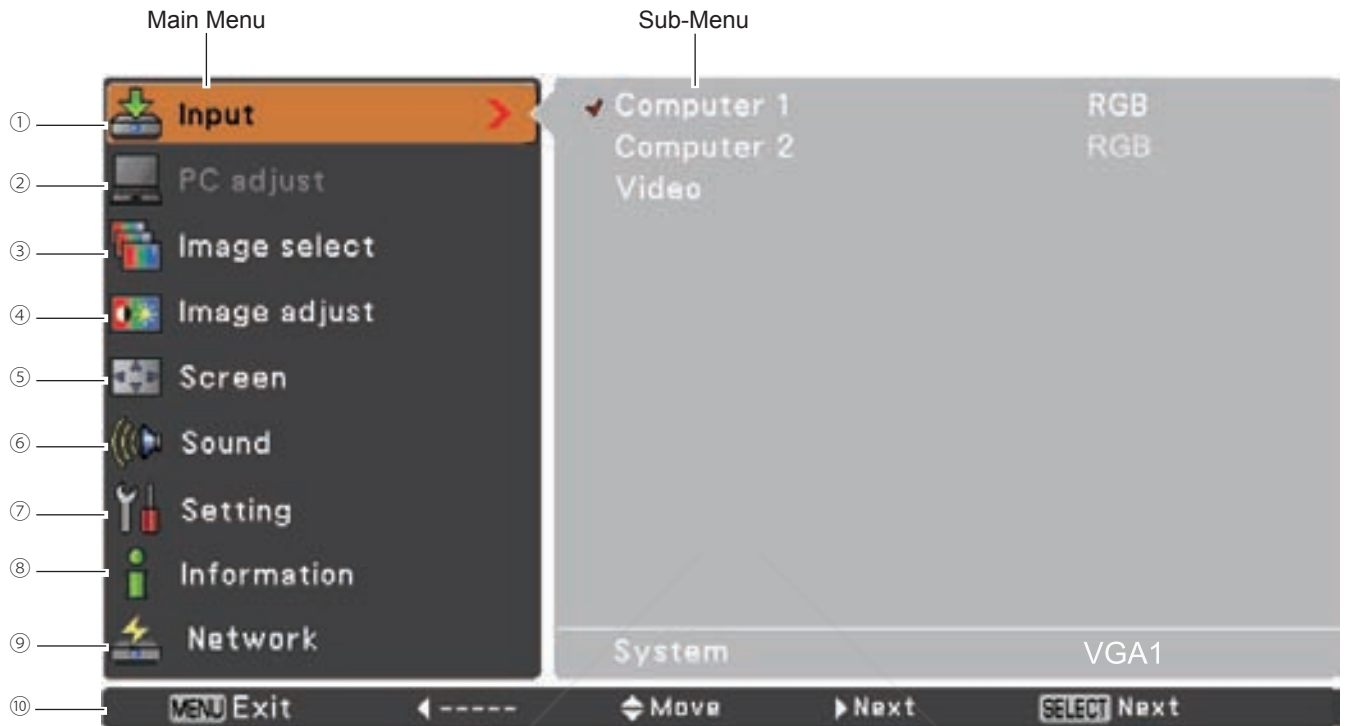 Main Menu Sub-Menu
① Input Computer 1 RGB
Computer 2 RGB
② PC adjust Video
③ Image select
④ Image adjust
⑤ Screen
⑥ Sound
⑦ Setting
⑧ Information
⑨ Network System VGA1
⑩ MENU Exit ◀ ----- Move ▶ Next SELECT Next